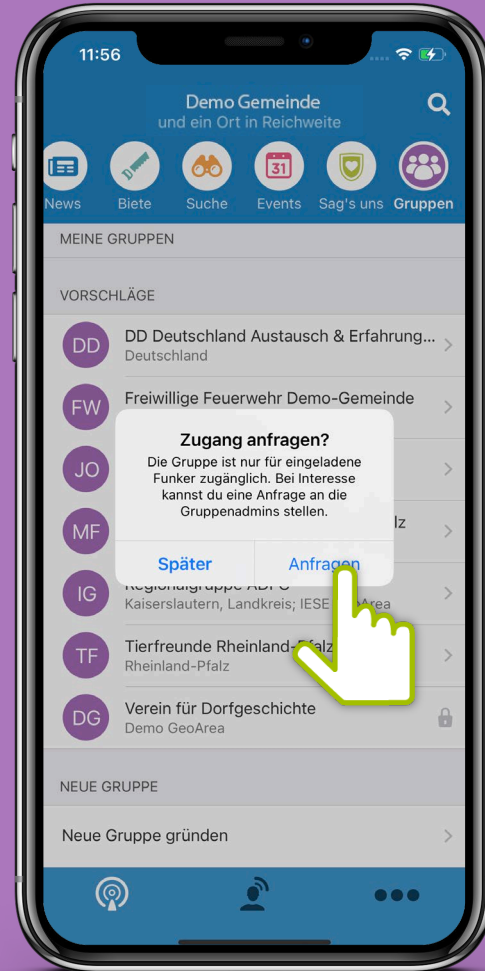 11:56
Demo Gemeinde
und ein Ort in Reichweite
31
News Biete Suche Events Sag's uns Gruppen
MEINE GRUPPEN
VORSCHLÄGE
DD
DD Deutschland Austausch & Erfahrung...
Deutschland
FW
Freiwillige Feuerwehr Demo-Gemeinde
JO
Zugang anfragen?
Die Gruppe ist nur für eingeladene
Funker zugänglich. Bei Interesse
kannst du eine Anfrage an die
Gruppenadmins stellen.
Später Anfragen
MF
lz
IG
Regionalgruppe
Kaiserslautern, Landkreis; IESE
TF
Tierfreunde Rheinland-Pfalz
Rheinland-Pfalz
DG
Verein für Dorfgeschichte
Demo GeoArea
NEUE GRUPPE
Neue Gruppe gründen